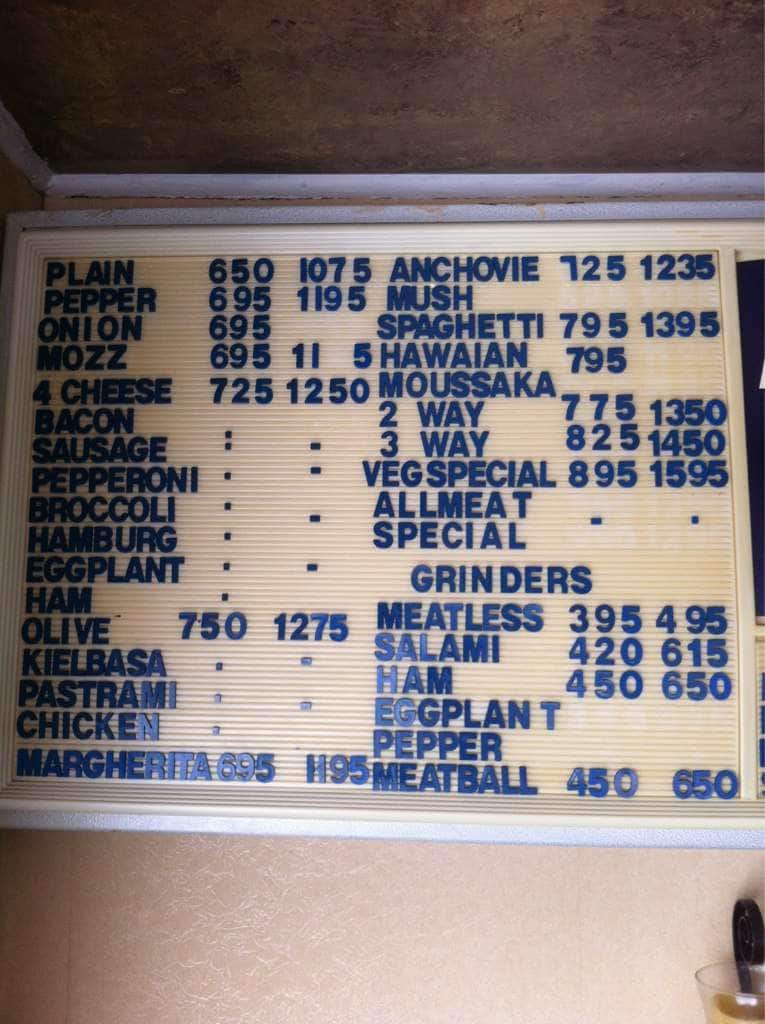 PLAIN 650 1075
PEPPER 695 1195
ONION 695
MOZZ 695 11 5
4 CHEESE 725 1250
BACON :
SAUSAGE · -
PEPPERONI · -
BROCCOLI · -
HAMBURG ·
EGGPLANT · -
HAM ·
OLIVE 750 1275
KIELBASA · -
PASTRAMI · -
CHICKEN ·
MARGHERITA 695 1195
ANCHOVIE 725 1235
MUSH
SPAGHETTI 795 1395
HAWAIAN 795
MOUSSAKA
2 WAY 775 1350
3 WAY 825 1450
VEG SPECIAL 895 1595
ALLMEAT
SPECIAL - ·
GRINDERS
MEATLESS 395 495
SALAMI 420 615
HAM 450 650
EGGPLANT
PEPPER
MEATBALL 450 650